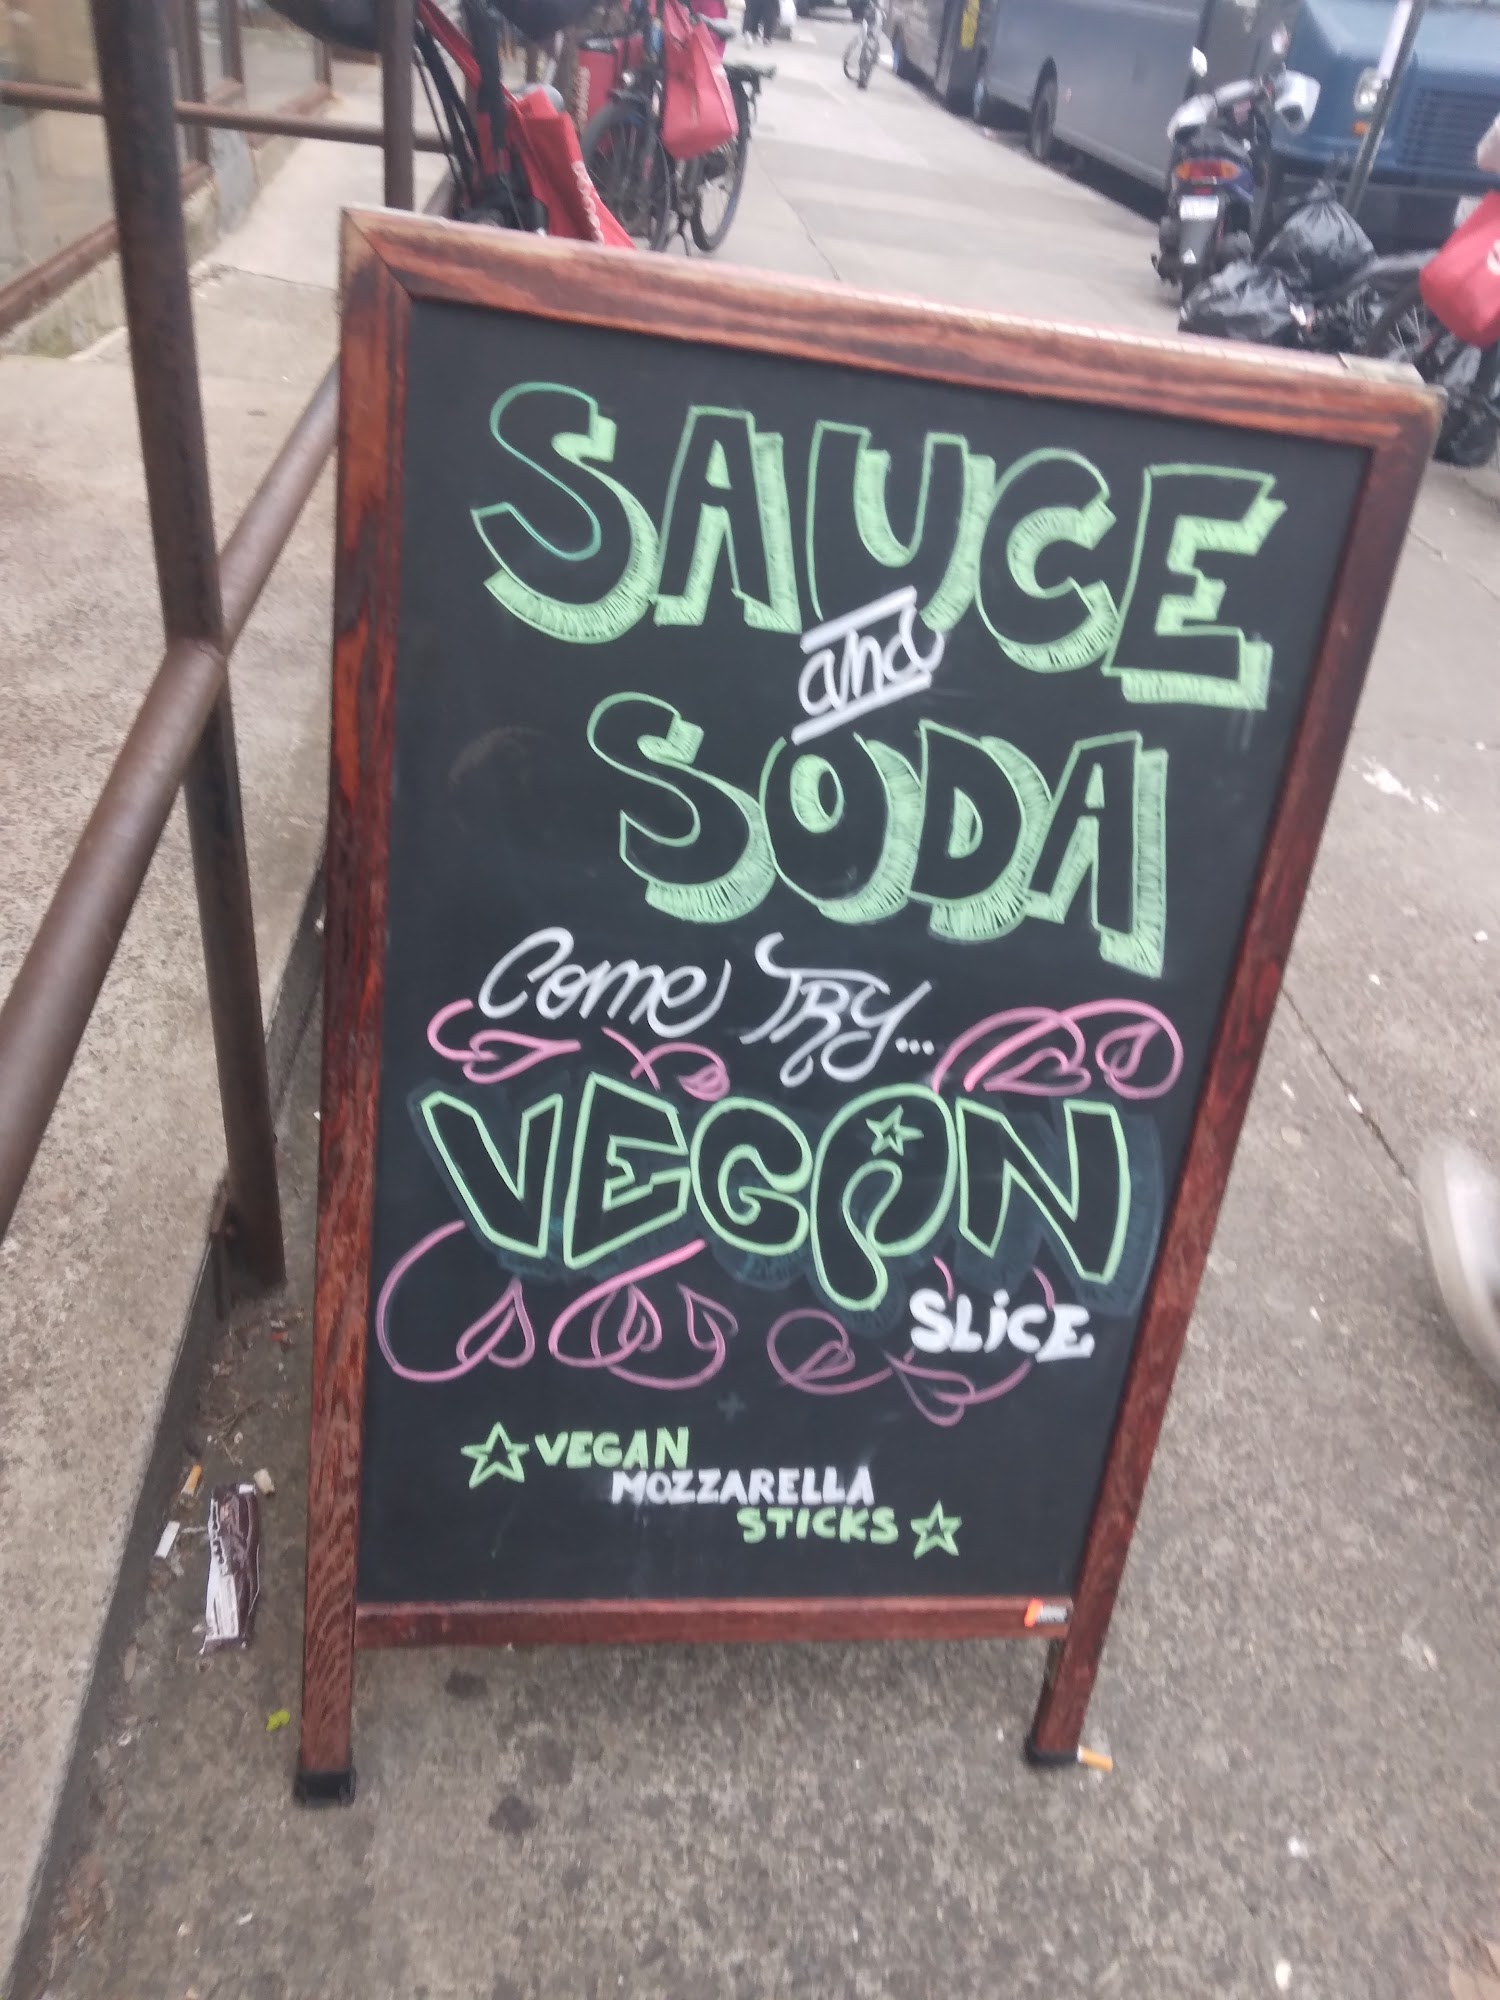 SAUCE
and
SODA
Come TRY...
VEGAN
SLiCE
VEGAN
MOZZARELLA
STICKS